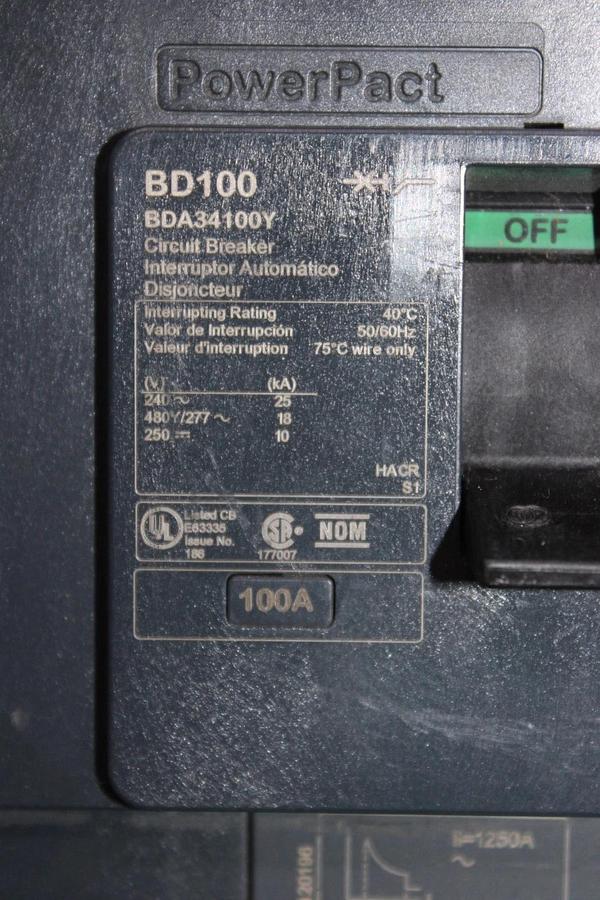 PowerPact
BD100
BDA34100Y
OFF
Circuit Breaker
Interruptor Automático
Disjoncteur
Interrupting Rating 40°C
Valor de Interrupción 50/60Hz
Valeur d'interruption 75°C wire only
(V) (kA)
240 ~ 25
480Y/277 ~ 18
250 ⎓ 10
HACR
S1
UL Listed CB
E63335
Issue No.
186
SA 177007
NOM
100A
Ii=1250A
~